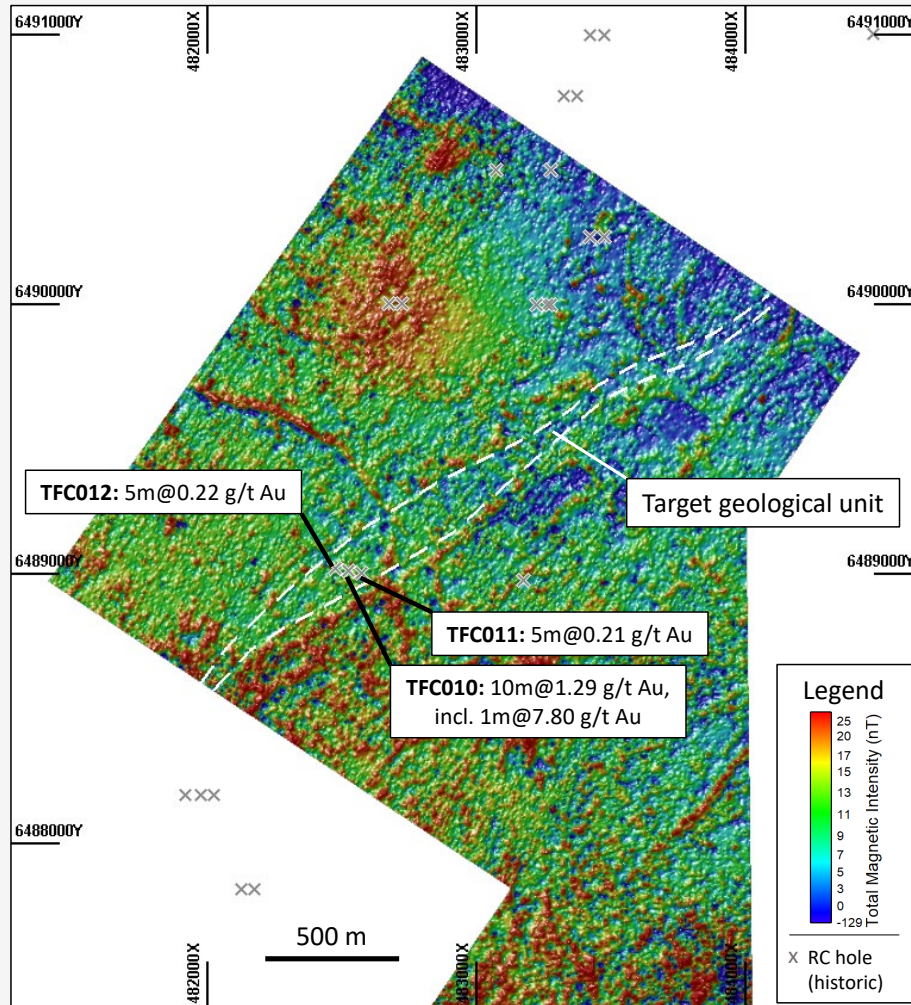 6491000Y
482000X
483000X
484000X
6491000Y
6490000Y
6490000Y
TFC012: 5m@0.22 g/t Au
Target geological unit
6489000Y
6489000Y
TFC011: 5m@0.21 g/t Au
TFC010: 10m@1.29 g/t Au,
incl. 1m@7.80 g/t Au
Legend
25
20
17
15
13
11
9
7
5
3
0
-129
Total Magnetic Intensity (nT)
6488000Y
500 m
X RC hole
(historic)
482000X
483000X
484000X